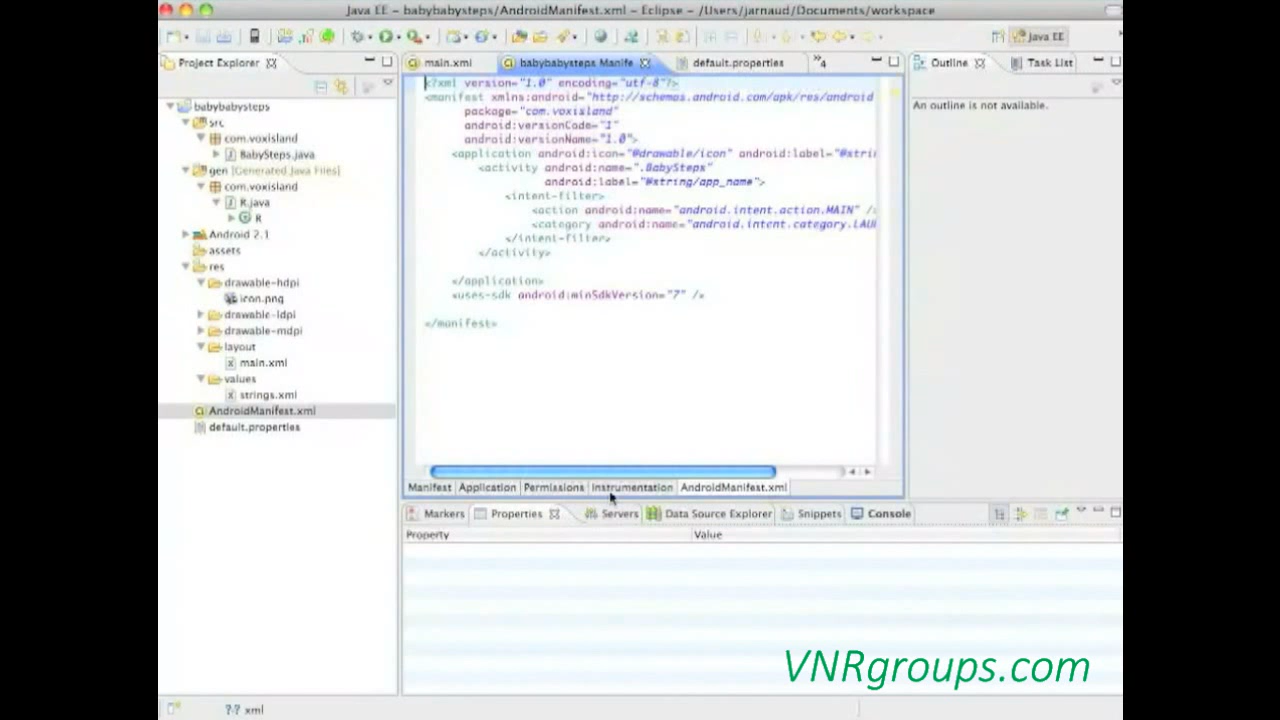 Java EE – babybabysteps/AndroidManifest.xml – Eclipse – /Users/jarnaud/Documents/workspace
Java EE
Project Explorer
main.xml
babybabysteps Manife
default.properties
»4
Outline
Task List
babybabysteps
src
com.voxisland
BabySteps.java
gen [Generated Java Files]
com.voxisland
R.java
R
Android 2.1
assets
res
drawable-hdpi
icon.png
drawable-ldpi
drawable-mdpi
layout
main.xml
values
strings.xml
AndroidManifest.xml
default.properties
<?xml version="1.0" encoding="utf-8"?>
<manifest xmlns:android="http://schemas.android.com/apk/res/android
package="com.voxisland"
android:versionCode="1"
android:versionName="1.0">
<application android:icon="@drawable/icon" android:label="@strin
<activity android:name=".BabySteps"
android:label="@string/app_name">
<intent-filter>
<action android:name="android.intent.action.MAIN" />
<category android:name="android.intent.category.LAUN
</intent-filter>
</activity>
</application>
<uses-sdk android:minSdkVersion="7" />
</manifest>
An outline is not available.
Manifest Application Permissions Instrumentation AndroidManifest.xml
Markers Properties Servers Data Source Explorer Snippets Console
Property Value
VNRgroups.com
?·? xml